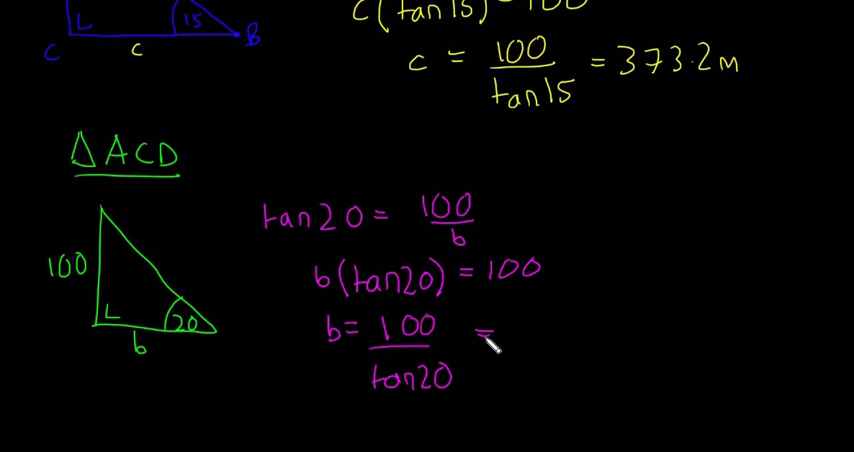 15
C
c
B
c(tan15) = 100
c = 100/tan15 = 373.2m
ΔACD
tan20 = 100/b
100
b(tan20) = 100
20
b
b = 100/tan20 =